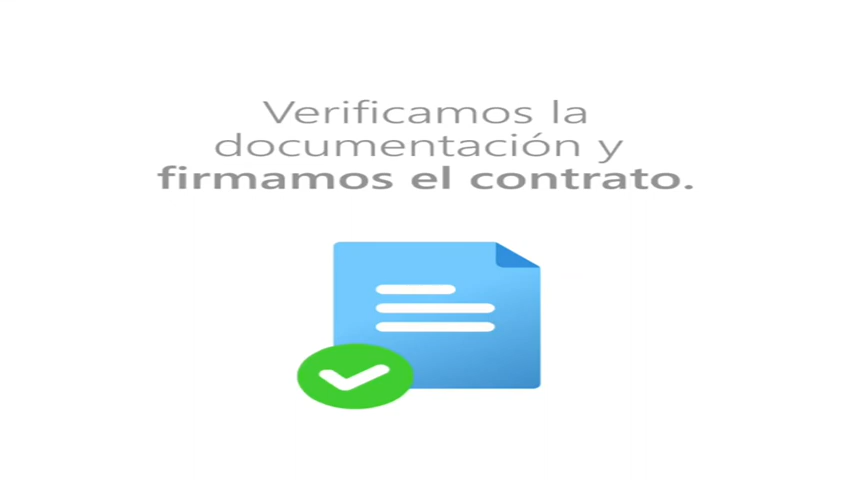 Verificamos la
documentación y
firmamos el contrato.